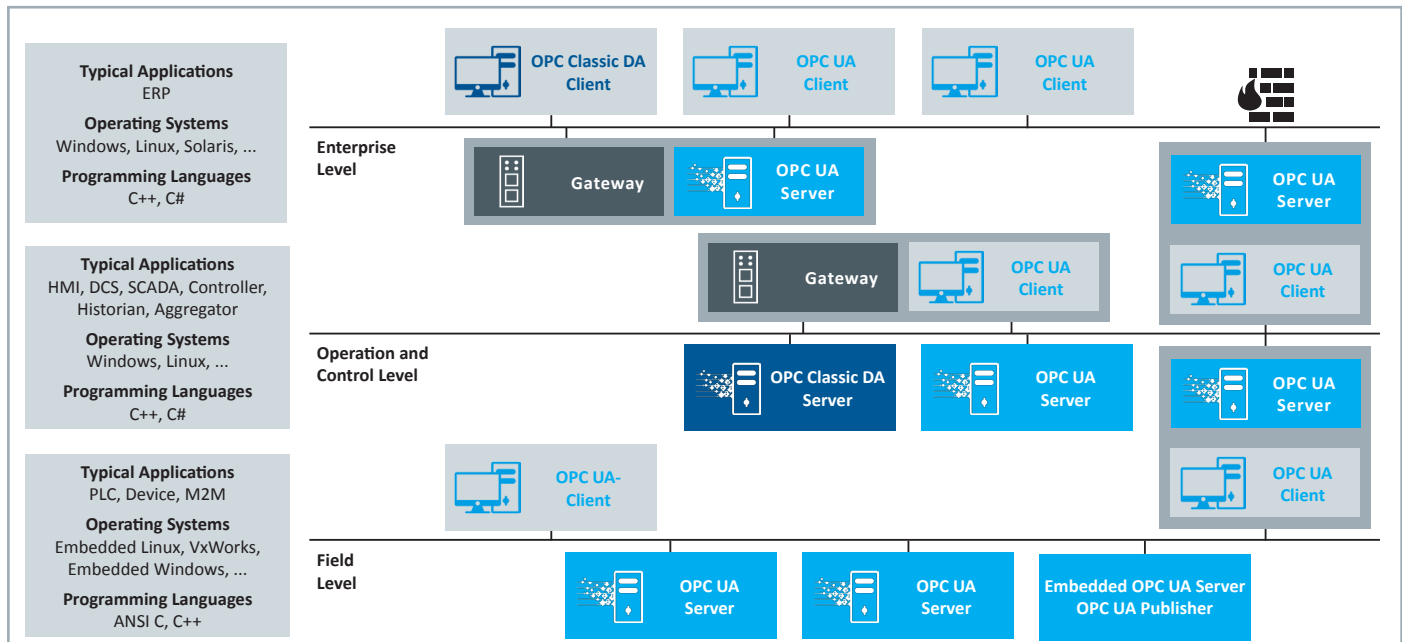 Typical Applications
ERP
Operating Systems
Windows, Linux, Solaris, ...
Programming Languages
C++, C#
Typical Applications
HMI, DCS, SCADA, Controller,
Historian, Aggregator
Operating Systems
Windows, Linux, ...
Programming Languages
C++, C#
Typical Applications
PLC, Device, M2M
Operating Systems
Embedded Linux, VxWorks,
Embedded Windows, ...
Programming Languages
ANSI C, C++
OPC Classic DA
Client
OPC UA
Client
OPC UA
Client
Enterprise
Level
Gateway
OPC UA
Server
OPC UA
Server
Gateway
OPC UA
Client
OPC UA
Client
Operation and
Control Level
OPC Classic DA
Server
OPC UA
Server
OPC UA
Server
OPC UA-
Client
OPC UA
Client
Field
Level
OPC UA
Server
OPC UA
Server
Embedded OPC UA Server
OPC UA Publisher